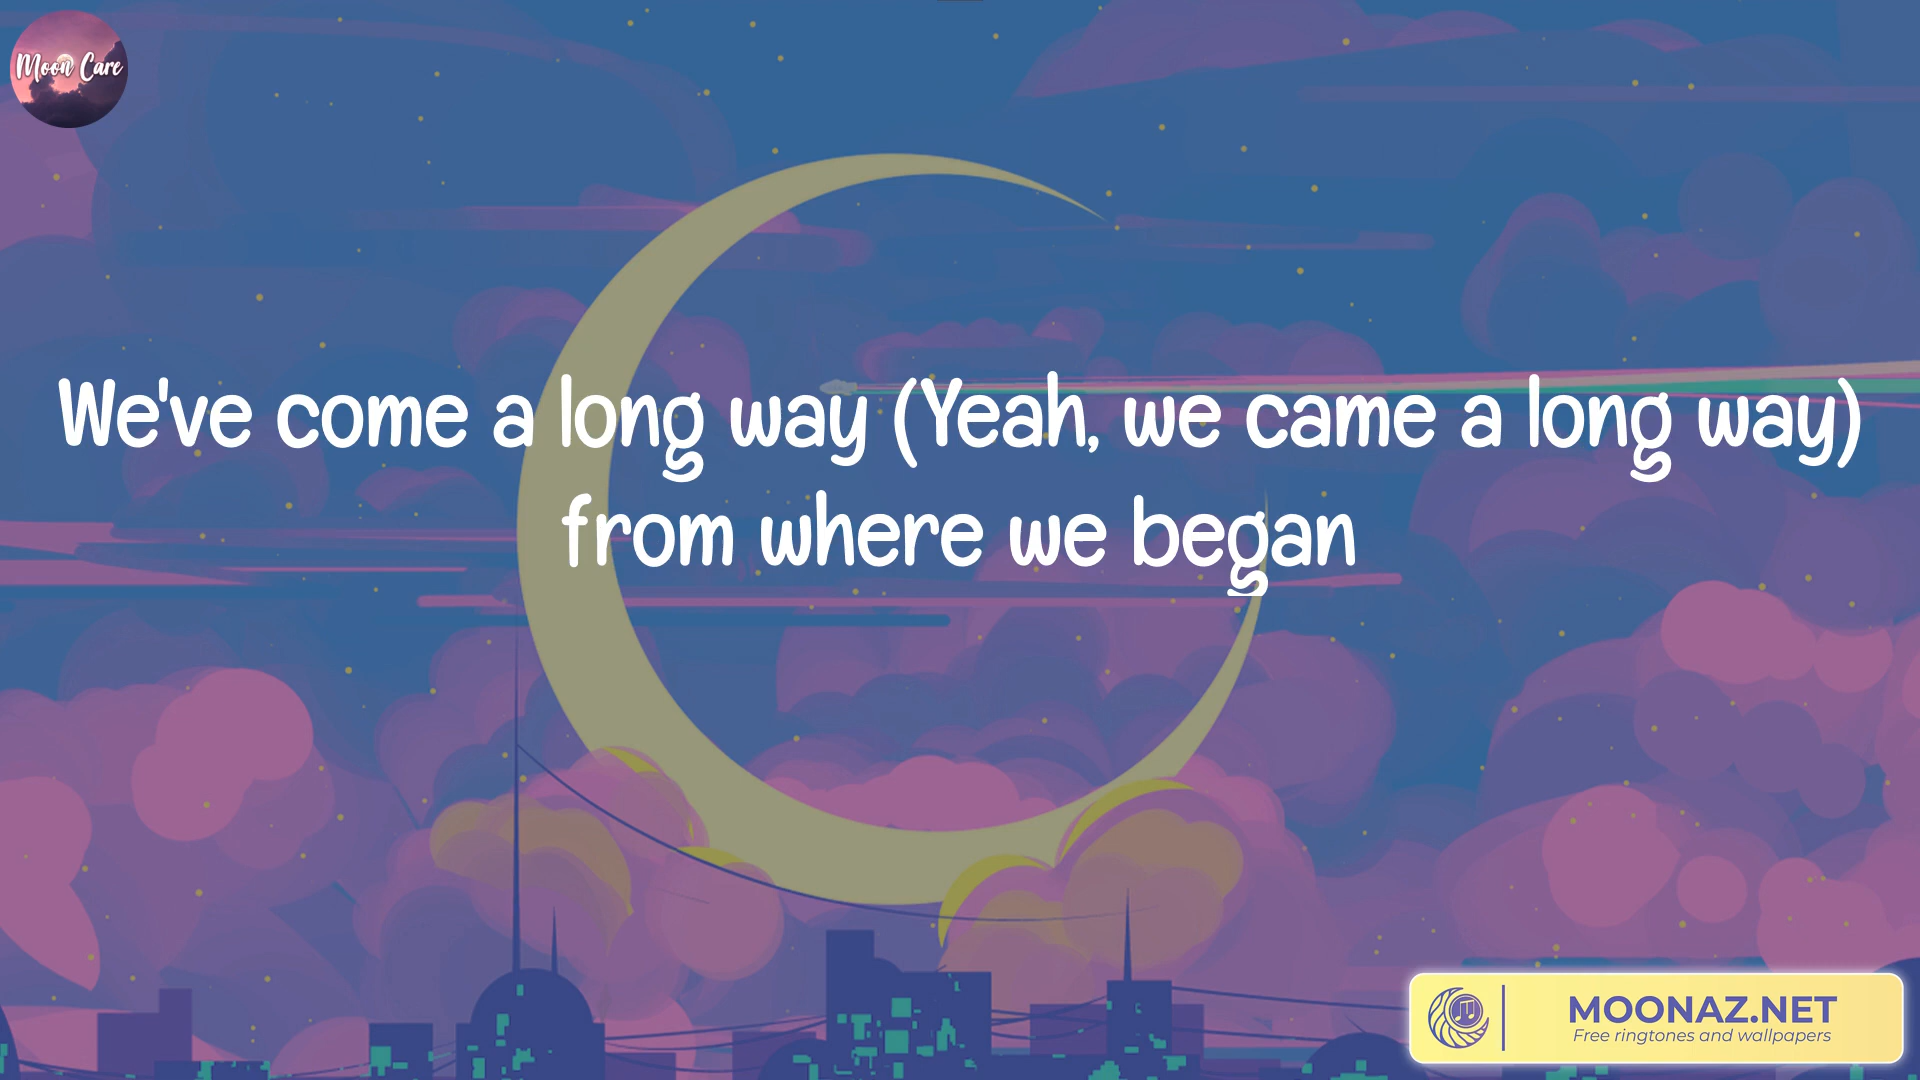 Moon Care
We've come a long way (Yeah, we came a long way)
from where we began
MOONAZ.NET
Free ringtones and wallpapers